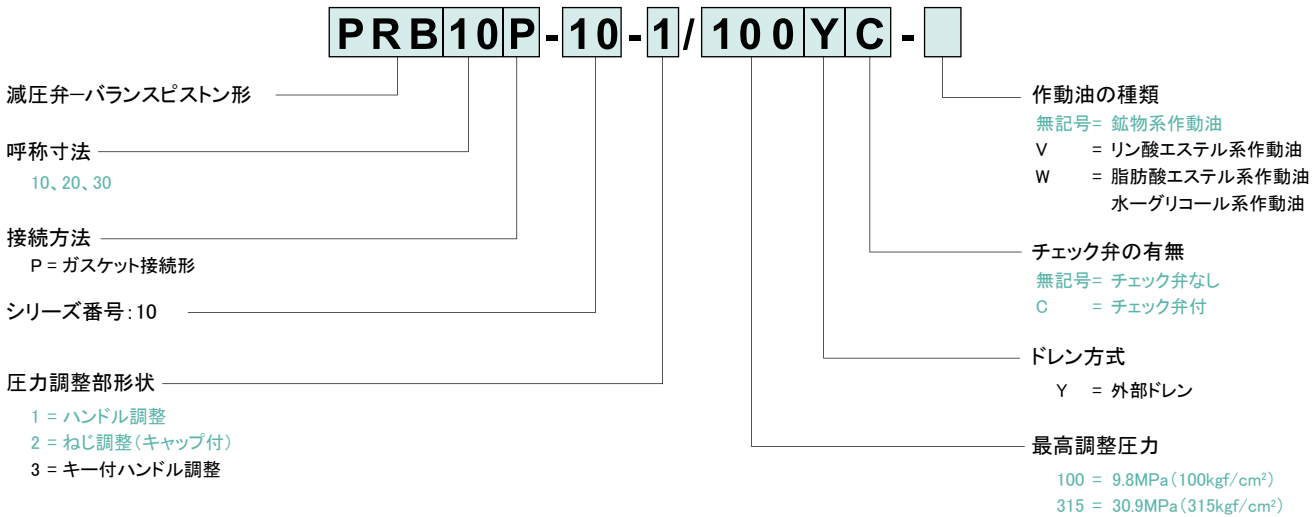 PRB10P-10-1/100YC-
減圧弁ーバランスピストン形
呼称寸法
10、20、30
接続方法
P = ガスケット接続形
シリーズ番号：10
圧力調整部形状
1 = ハンドル調整
2 = ねじ調整（キャップ付）
3 = キー付ハンドル調整
作動油の種類
無記号= 鉱物系作動油
V = リン酸エステル系作動油
W = 脂肪酸エステル系作動油
水ーグリコール系作動油
チェック弁の有無
無記号= チェック弁なし
C = チェック弁付
ドレン方式
Y = 外部ドレン
最高調整圧力
100 = 9.8MPa（100kgf/cm²）
315 = 30.9MPa（315kgf/cm²）